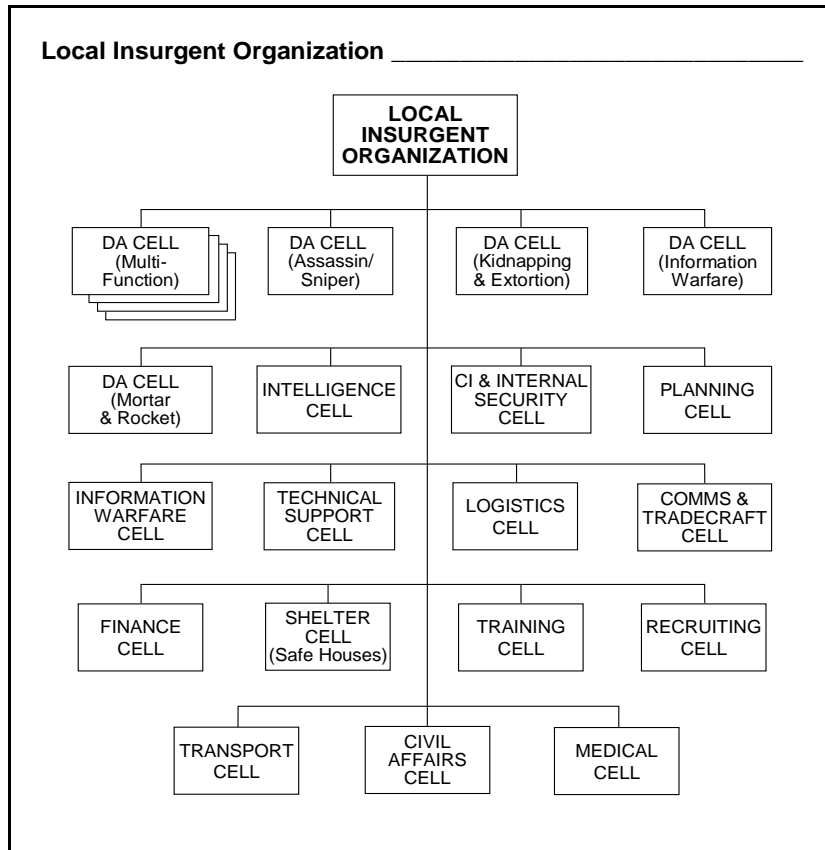 Local Insurgent Organization ______________________________
LOCAL
INSURGENT
ORGANIZATION
DA CELL
(Multi-
Function)
DA CELL
(Assassin/
Sniper)
DA CELL
(Kidnapping
& Extortion)
DA CELL
(Information
Warfare)
DA CELL
(Mortar
& Rocket)
INTELLIGENCE
CELL
CI & INTERNAL
SECURITY
CELL
PLANNING
CELL
INFORMATION
WARFARE
CELL
TECHNICAL
SUPPORT
CELL
LOGISTICS
CELL
COMMS &
TRADECRAFT
CELL
FINANCE
CELL
SHELTER
CELL
(Safe Houses)
TRAINING
CELL
RECRUITING
CELL
TRANSPORT
CELL
CIVIL
AFFAIRS
CELL
MEDICAL
CELL